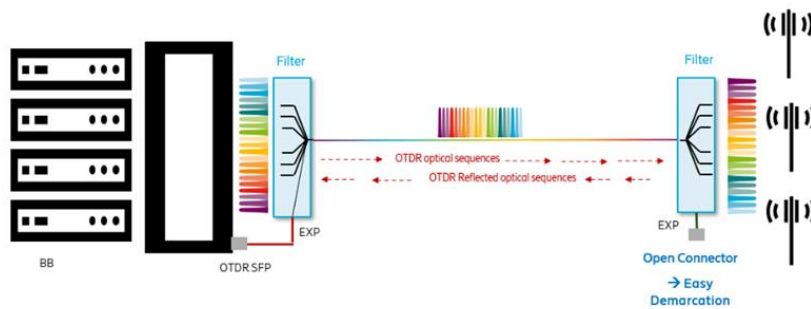 Filter
Filter
OTDR optical sequences
OTDR Reflected optical sequences
EXP
EXP
BB
OTDR SFP
Open Connector
→ Easy
Demarcation